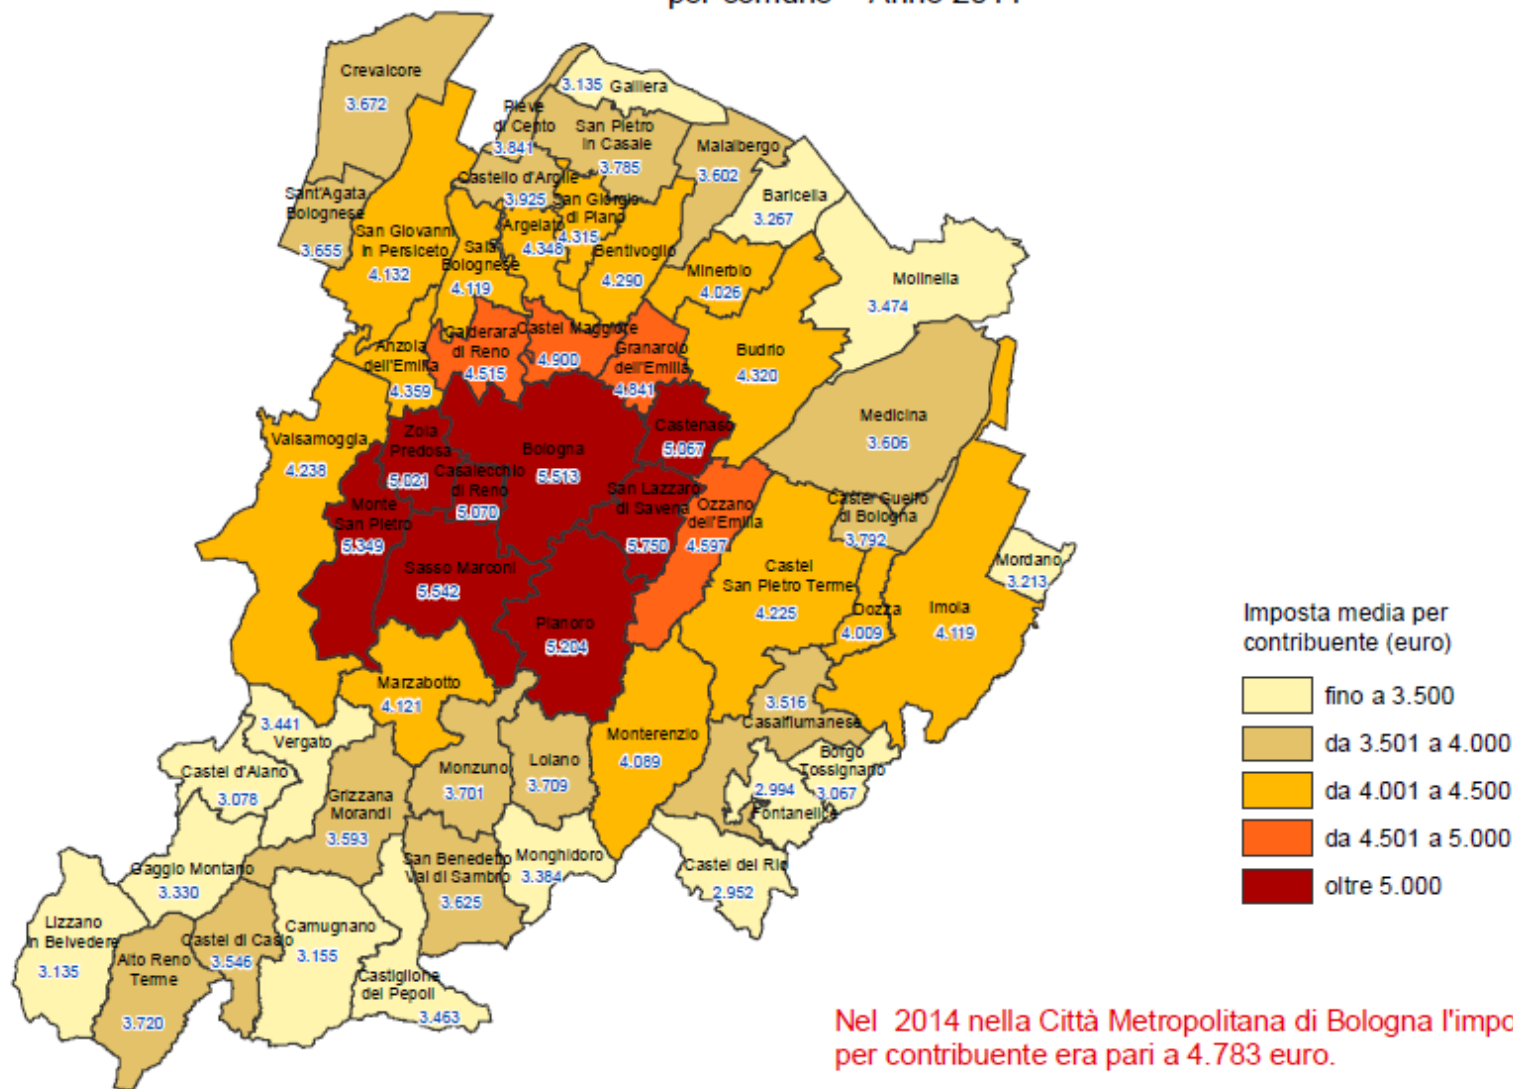 per comune - Anno 2014
Crevalcore
3.672
3.135 Galliera
Pieve
di Cento
3.841
San Pietro
in Casale
3.785
Malalbergo
3.602
Castello d'Argile
3.925
Sant'Agata
Bolognese
3.655
San Giovanni
in Persiceto
4.132
Sala
Bolognese
4.119
Argelato
4.348
San Giorgio
di Piano
4.315
Bentivoglio
4.290
Baricella
3.267
Minerbio
4.026
Molinella
3.474
Anzola
dell'Emilia
4.359
Calderara
di Reno
4.515
Castel Maggiore
4.900
Granarolo
dell'Emilia
4.841
Budrio
4.320
Medicina
3.606
Valsamoggia
4.238
Zola
Predosa
5.021
Casalecchio
di Reno
5.070
Bologna
5.513
Castenaso
5.067
Monte
San Pietro
5.349
San Lazzaro
di Savena
5.750
Ozzano
dell'Emilia
4.597
Castel Guelfo
di Bologna
3.792
Mordano
3.213
Sasso Marconi
5.542
Castel
San Pietro Terme
4.225
Dozza
4.009
Imola
4.119
Pianoro
5.204
Marzabotto
4.121
3.516
Casalfiumanese
3.441
Vergato
Monterenzio
4.089
Borgo
Tossignano
3.067
Castel d'Aiano
3.078
Monzuno
3.701
Loiano
3.709
2.994
Fontanelice
Grizzana
Morandi
3.593
Gaggio Montano
3.330
San Benedetto
Val di Sambro
3.625
Monghidoro
3.384
Castel del Rio
2.952
Lizzano
in Belvedere
3.135
Alto Reno
Terme
3.720
Castel di Casio
3.546
Camugnano
3.155
Castiglione
dei Pepoli
3.463
Imposta media per
contribuente (euro)
fino a 3.500
da 3.501 a 4.000
da 4.001 a 4.500
da 4.501 a 5.000
oltre 5.000
Nel 2014 nella Città Metropolitana di Bologna l'impo
per contribuente era pari a 4.783 euro.